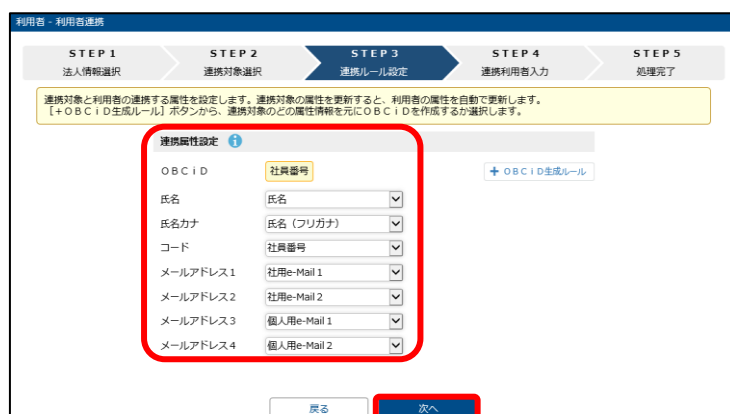 利用者 - 利用者連携
STEP1 STEP2 STEP3 STEP4 STEP5
法人情報選択 連携対象選択 連携ルール設定 連携利用者入力 処理完了
連携対象と利用者の連携する属性を設定します。連携対象の属性を更新すると、利用者の属性を自動で更新します。
[+OBCiD生成ルール]ボタンから、連携対象のどの属性情報を元にOBCiDを作成するか選択します。
連携属性設定 i
OBCiD 社員番号 + OBCiD生成ルール
氏名 氏名
氏名カナ 氏名(フリガナ)
コード 社員番号
メールアドレス1 社用e-Mail1
メールアドレス2 社用e-Mail2
メールアドレス3 個人用e-Mail1
メールアドレス4 個人用e-Mail2
戻る 次へ